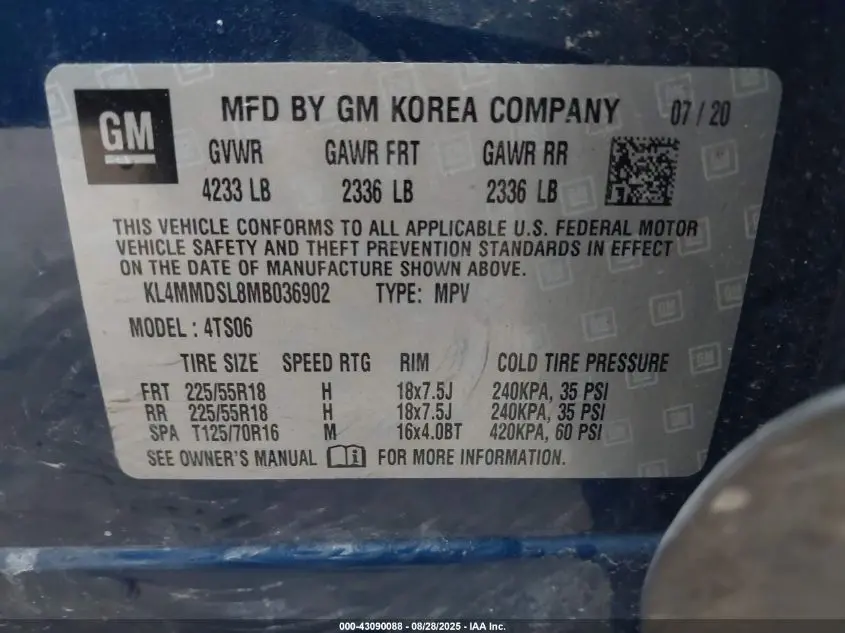 GM
MFD BY GM KOREA COMPANY 07 / 20
GVWR GAWR FRT GAWR RR
4233 LB 2336 LB 2336 LB
THIS VEHICLE CONFORMS TO ALL APPLICABLE U.S. FEDERAL MOTOR
VEHICLE SAFETY AND THEFT PREVENTION STANDARDS IN EFFECT
ON THE DATE OF MANUFACTURE SHOWN ABOVE.
KL4MMDSL8MB036902 TYPE: MPV
MODEL : 4TS06
TIRE SIZE SPEED RTG RIM COLD TIRE PRESSURE
FRT 225/55R18 H 18x7.5J 240KPA, 35 PSI
RR 225/55R18 H 18x7.5J 240KPA, 35 PSI
SPA T125/70R16 M 16x4.0BT 420KPA, 60 PSI
SEE OWNER'S MANUAL i FOR MORE INFORMATION.
000-43090088 - 08/28/2025 - IAA Inc.